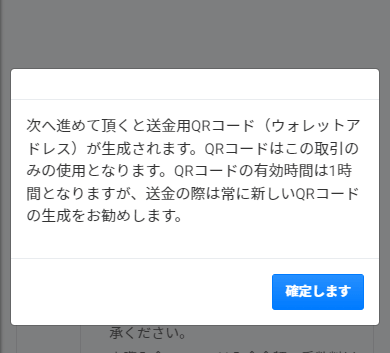 次へ進めて頂くと送金用QRコード（ウォレットア
ドレス）が生成されます。QRコードはこの取引の
みの使用となります。QRコードの有効時間は1時
間となりますが、送金の際は常に新しいQRコード
の生成をお勧めします。
確定します
承ください。